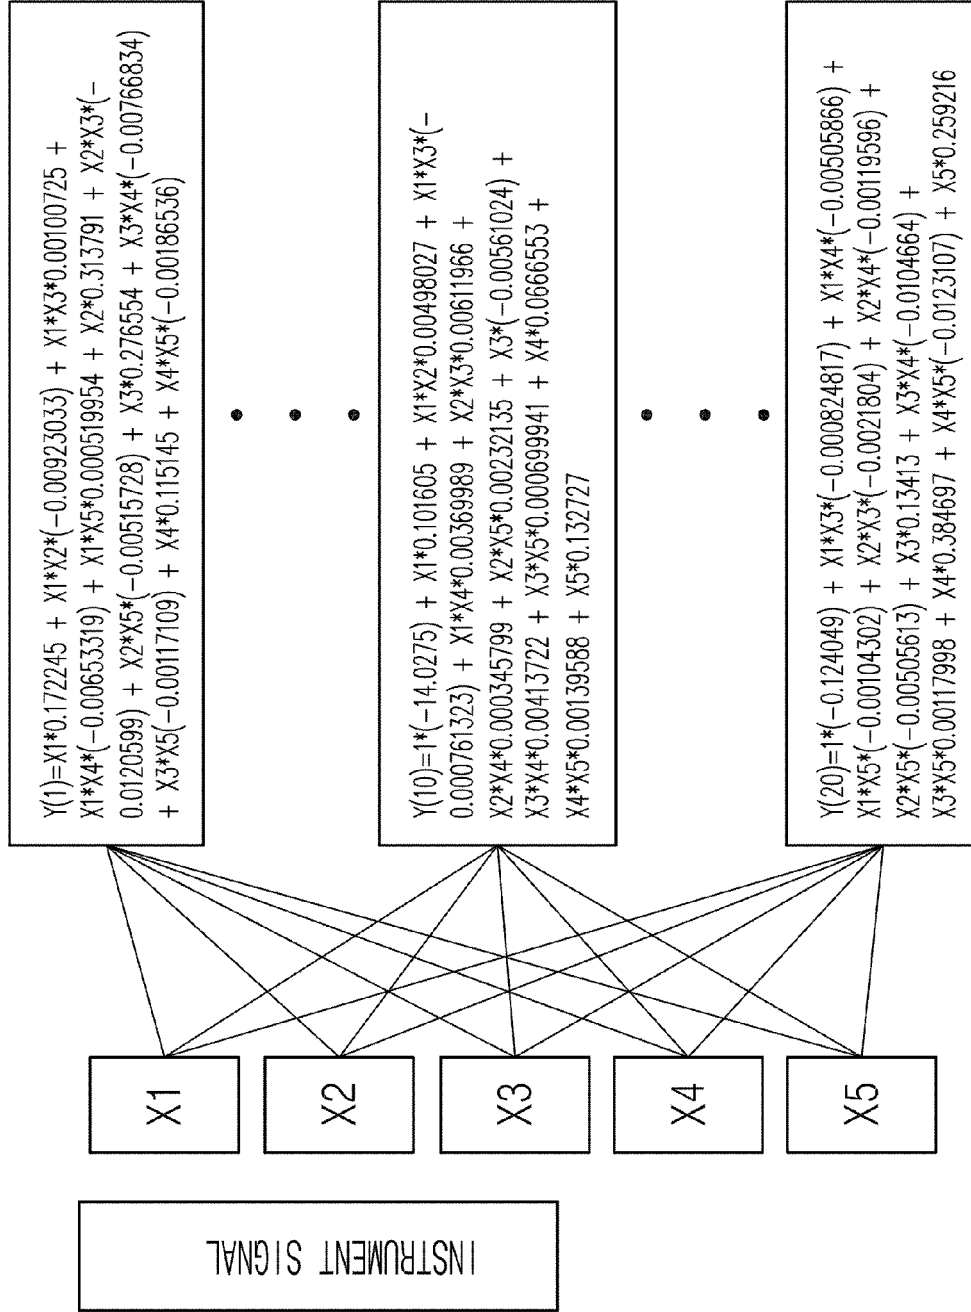 INSTRUMENT SIGNAL
X1
X2
X3
X4
X5
Y(1)=X1*0.172245 + X1*X2*(-0.00923033) + X1*X3*0.00100725 +
X1*X4*(-0.00653319) + X1*X5*0.000519954 + X2*0.313791 + X2*X3*(-
0.0120599) + X2*X5*(-0.00515728) + X3*0.276554 + X3*X4*(-0.00766834)
+ X3*X5(-0.00117109) + X4*0.115145 + X4*X5*(-0.00186536)
Y(10)=1*(-14.0275) + X1*0.101605 + X1*X2*0.00498027 + X1*X3*(-
0.000761323) + X1*X4*0.00369989 + X2*X3*0.00611966 +
X2*X4*0.000345799 + X2*X5*0.00232135 + X3*(-0.00561024) +
X3*X4*0.00413722 + X3*X5*0.000699941 + X4*0.0666553 +
X4*X5*0.00139588 + X5*0.132727
Y(20)=1*(-0.124049) + X1*X3*(-0.000824817) + X1*X4*(-0.00505866) +
X1*X5*(-0.00104302) + X2*X3*(-0.0021804) + X2*X4*(-0.00119596) +
X2*X5*(-0.00505613) + X3*0.13413 + X3*X4*(-0.0104664) +
X3*X5*0.00117998 + X4*0.384697 + X4*X5*(-0.0123107) + X5*0.259216